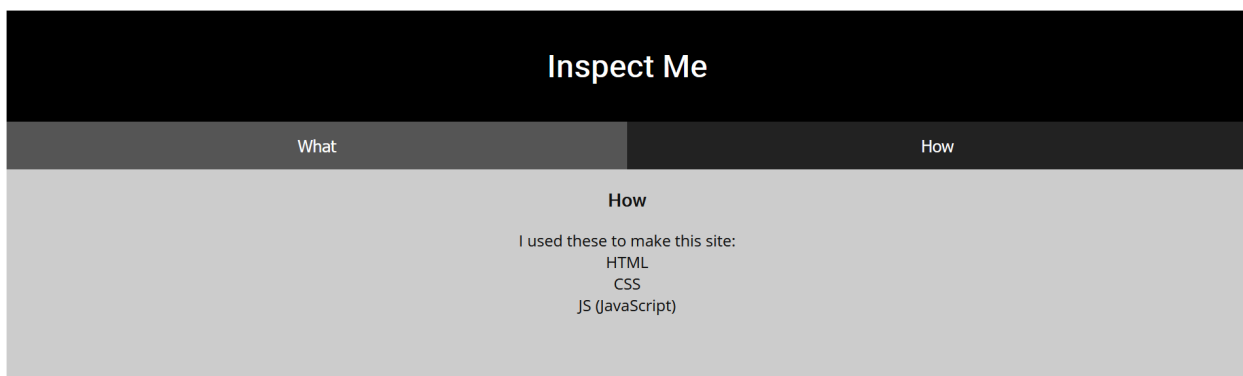 Inspect Me
What
How
How
I used these to make this site:
HTML
CSS
JS (JavaScript)